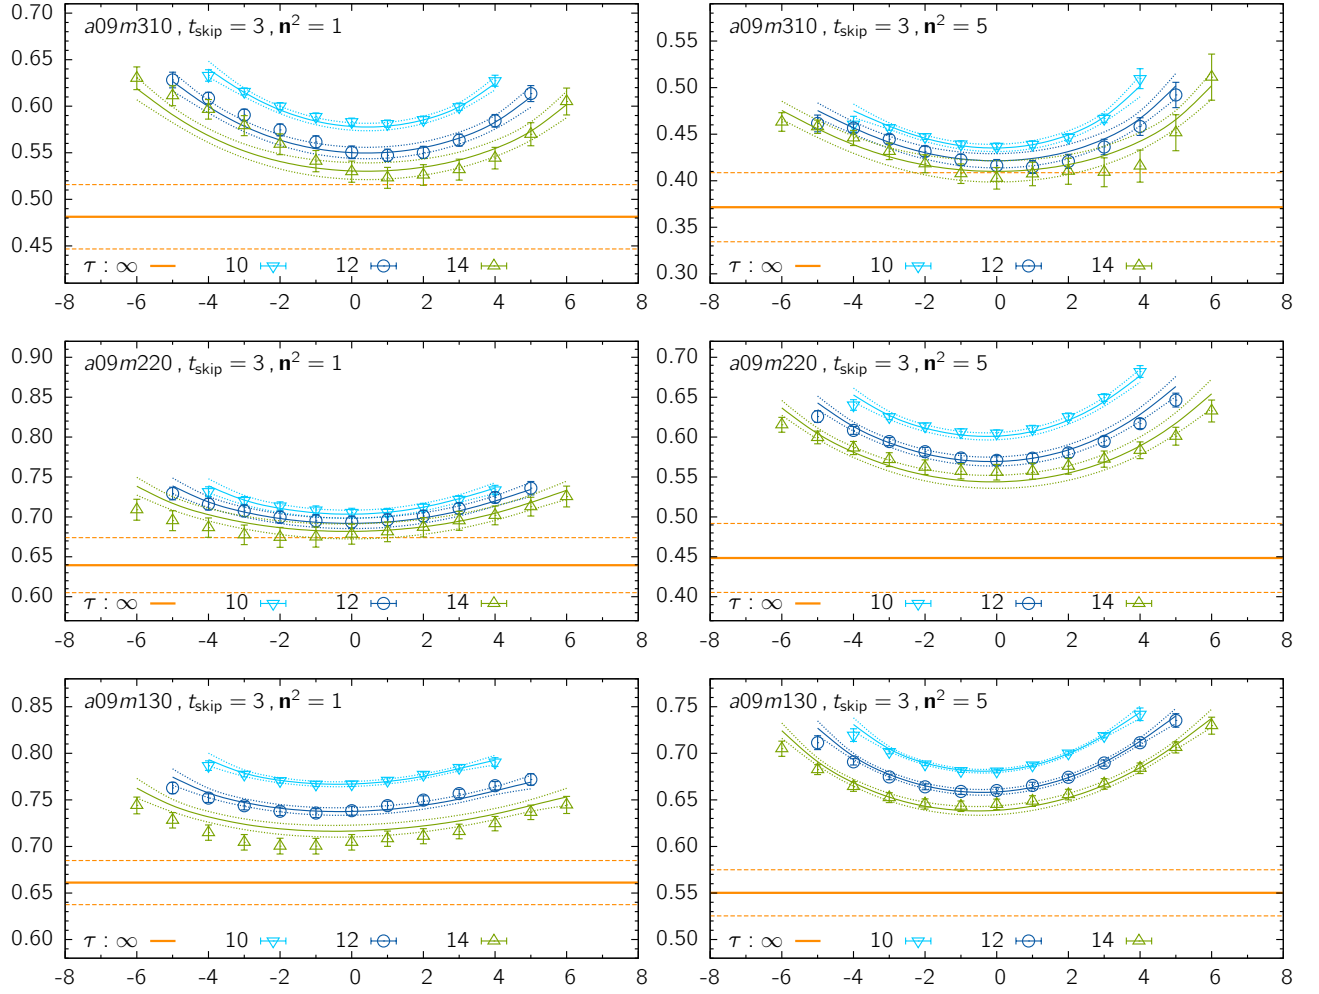 a09m310 , tskip = 3 , n² = 1
0.70
0.65
0.60
0.55
0.50
0.45
τ : ∞ 10 12 14
-8 -6 -4 -2 0 2 4 6 8
a09m310 , tskip = 3 , n² = 5
0.55
0.50
0.45
0.40
0.35
0.30
τ : ∞ 10 12 14
-8 -6 -4 -2 0 2 4 6 8
a09m220 , tskip = 3 , n² = 1
0.90
0.85
0.80
0.75
0.70
0.65
0.60
τ : ∞ 10 12 14
-8 -6 -4 -2 0 2 4 6 8
a09m220 , tskip = 3 , n² = 5
0.70
0.65
0.60
0.55
0.50
0.45
0.40
τ : ∞ 10 12 14
-8 -6 -4 -2 0 2 4 6 8
a09m130 , tskip = 3 , n² = 1
0.85
0.80
0.75
0.70
0.65
0.60
τ : ∞ 10 12 14
-8 -6 -4 -2 0 2 4 6 8
a09m130 , tskip = 3 , n² = 5
0.75
0.70
0.65
0.60
0.55
0.50
τ : ∞ 10 12 14
-8 -6 -4 -2 0 2 4 6 8